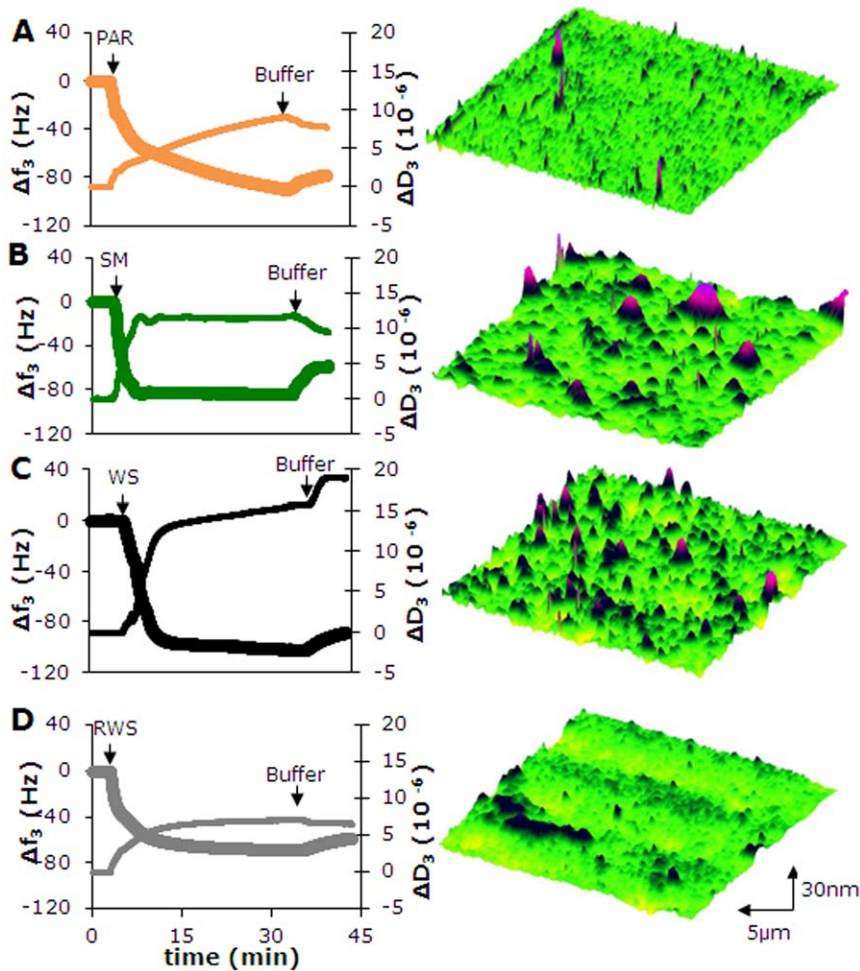 A
PAR
Buffer
Δf₃ (Hz)
40
0
-40
-80
-120
20
15
10
5
0
-5
ΔD₃ (10⁻⁶)
B
SM
Buffer
Δf₃ (Hz)
40
0
-40
-80
-120
20
15
10
5
0
-5
ΔD₃ (10⁻⁶)
C
WS
Buffer
Δf₃ (Hz)
40
0
-40
-80
-120
20
15
10
5
0
-5
ΔD₃ (10⁻⁶)
D
RWS
Buffer
Δf₃ (Hz)
40
0
-40
-80
-120
20
15
10
5
0
-5
ΔD₃ (10⁻⁶)
0 15 30 45
time (min)
30nm
5µm